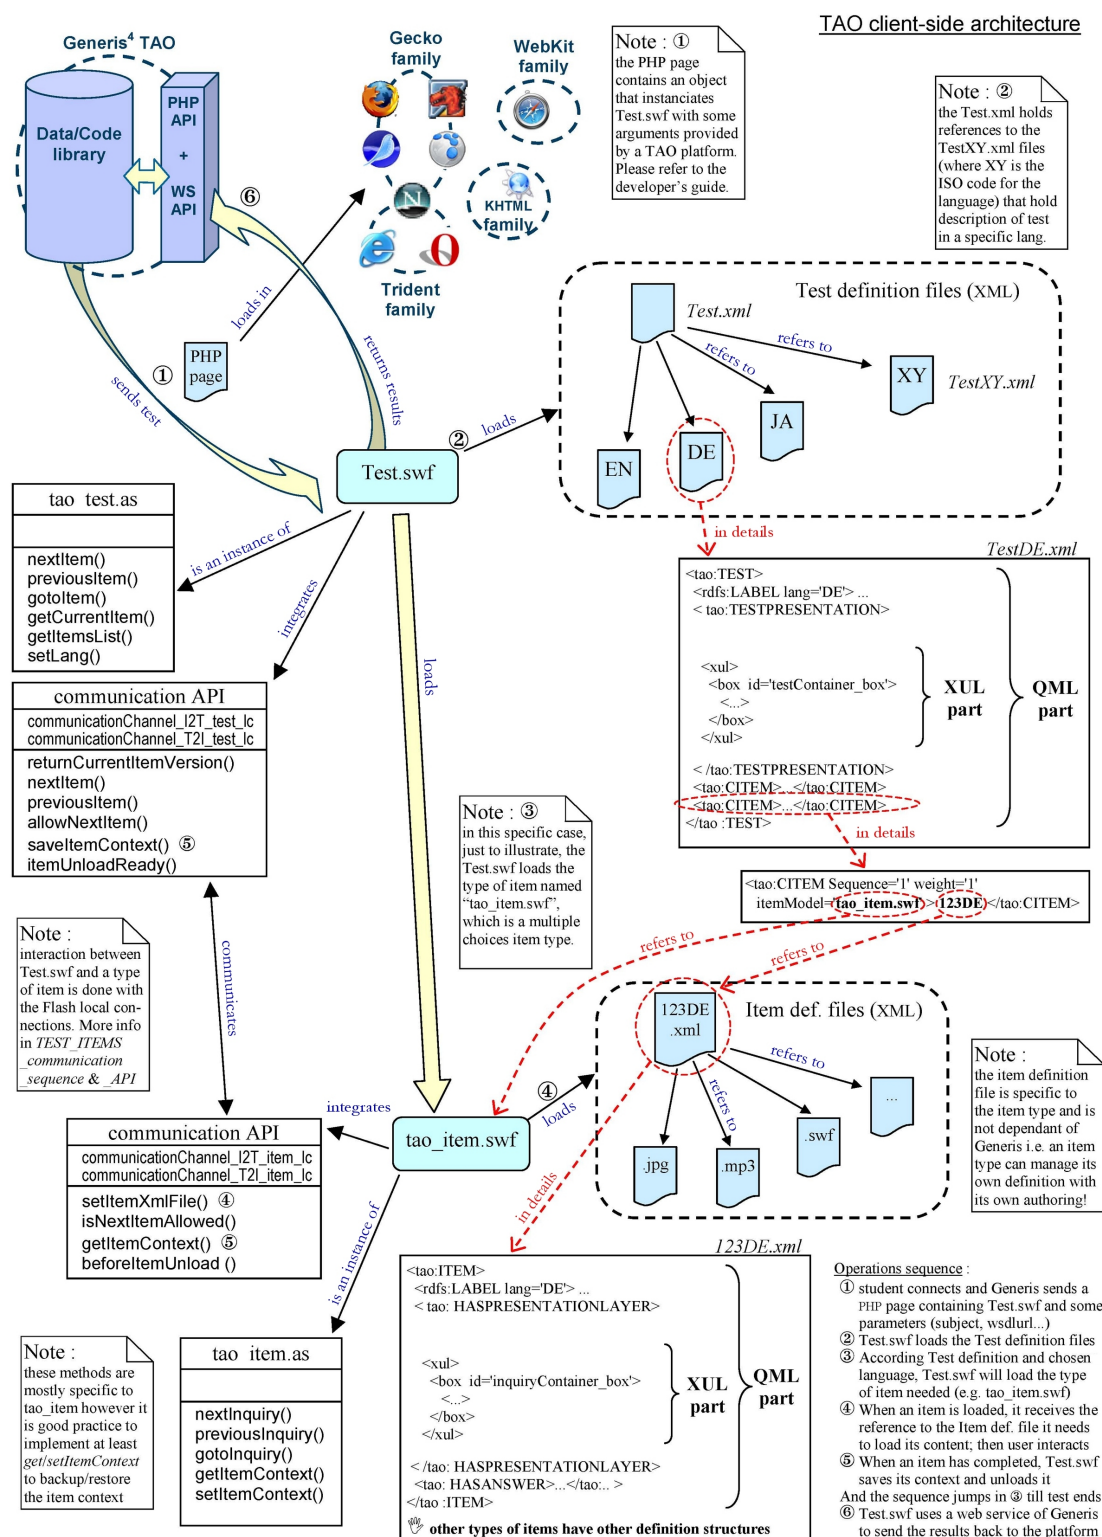 TAO client-side architecture
Generis4 TAO
Data/Code
library
PHP
API
+
WS
API
⑥
Gecko
family
WebKit
family
KHTML
family
Trident
family
Note : ①
the PHP page
contains an object
that instanciates
Test.swf with some
arguments provided
by a TAO platform.
Please refer to the
developer's guide.
Note : ②
the Test.xml holds
references to the
TestXY.xml files
(where XY is the
ISO code for the
language) that hold
description of test
in a specific lang.
loads in
PHP
page
①
sends test
returns results
②
loads
Test.swf
Test definition files (XML)
Test.xml
refers to
refers to
XY
TestXY.xml
JA
DE
EN
in details
tao_test.as
nextItem()
previousItem()
gotoItem()
getCurrentItem()
getItemsList()
setLang()
is an instance of
integrates
loads
communication API
communicationChannel_I2T_test_lc
communicationChannel_T2I_test_lc
returnCurrentItemVersion()
nextItem()
previousItem()
allowNextItem()
saveItemContext() ⑤
itemUnloadReady()
TestDE.xml
<tao:TEST>
<rdfs:LABEL lang='DE'> ...
< tao:TESTPRESENTATION>
<xul>
<box id='testContainer_box'>
<...>
</box>
</xul>
XUL
part
QML
part
< /tao:TESTPRESENTATION>
<tao:CITEM>...</tao:CITEM>
<tao:CITEM>...</tao:CITEM>
</tao :TEST>
in details
<tao:CITEM Sequence='1' weight='1'
itemModel=tao_item.swf >123DE </tao:CITEM>
Note : ③
in this specific case,
just to illustrate, the
Test.swf loads the
type of item named
“tao_item.swf”,
which is a multiple
choices item type.
refers to
refers to
Note :
interaction between
Test.swf and a type
of item is done with
the Flash local con-
nections. More info
in TEST_ITEMS
_communication
_sequence & _API
communicates
123DE
.xml
Item def. files (XML)
refers to
refers to
...
.swf
.mp3
.jpg
Note :
the item definition
file is specific to
the item type and is
not dependant of
Generis i.e. an item
type can manage its
own definition with
its own authoring!
④
loads
integrates
tao_item.swf
communication API
communicationChannel_I2T_item_lc
communicationChannel_T2I_item_lc
setItemXmlFile() ④
isNextItemAllowed()
getItemContext() ⑤
beforeItemUnload ()
is an instance of
in details
Note :
these methods are
mostly specific to
tao_item however it
is good practice to
implement at least
get/setItemContext
to backup/restore
the item context
tao_item.as
nextInquiry()
previousInquiry()
gotoInquiry()
getItemContext()
setItemContext()
123DE.xml
<tao:ITEM>
<rdfs:LABEL lang='DE'> ...
< tao: HASPRESENTATIONLAYER>
<xul>
<box id='inquiryContainer_box'>
<...>
</box>
</xul>
XUL
part
QML
part
< /tao: HASPRESENTATIONLAYER>
<tao: HASANSWER>...</tao:.. >
</tao :ITEM>
other types of items have other definition structures
Operations sequence :
① student connects and Generis sends a
PHP page containing Test.swf and some
parameters (subject, wsdlurl...)
② Test.swf loads the Test definition files
③ According Test definition and chosen
language, Test.swf will load the type
of item needed (e.g. tao_item.swf)
④ When an item is loaded, it receives the
reference to the Item def. file it needs
to load its content; then user interacts
⑤ When an item has completed, Test.swf
saves its context and unloads it
And the sequence jumps in ③ till test ends
⑥ Test.swf uses a web service of Generis
to send the results back to the platform